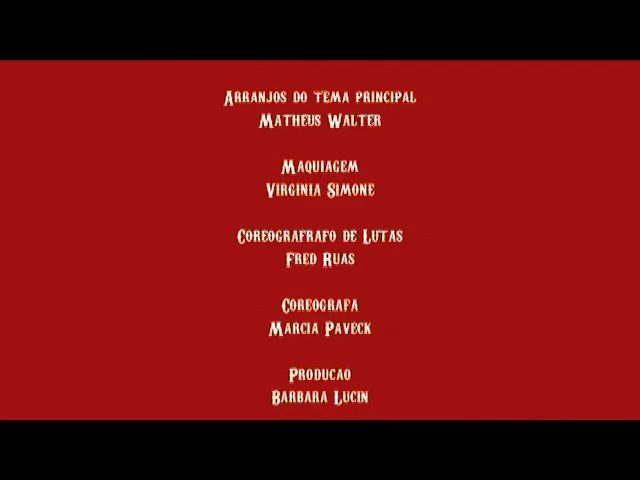 Arranjos do tema principal
Matheus Walter
Maquiagem
Virginia Simone
Coreografrafo de Lutas
Fred Ruas
Coreografa
Marcia Paveck
Producao
Barbara Lucin